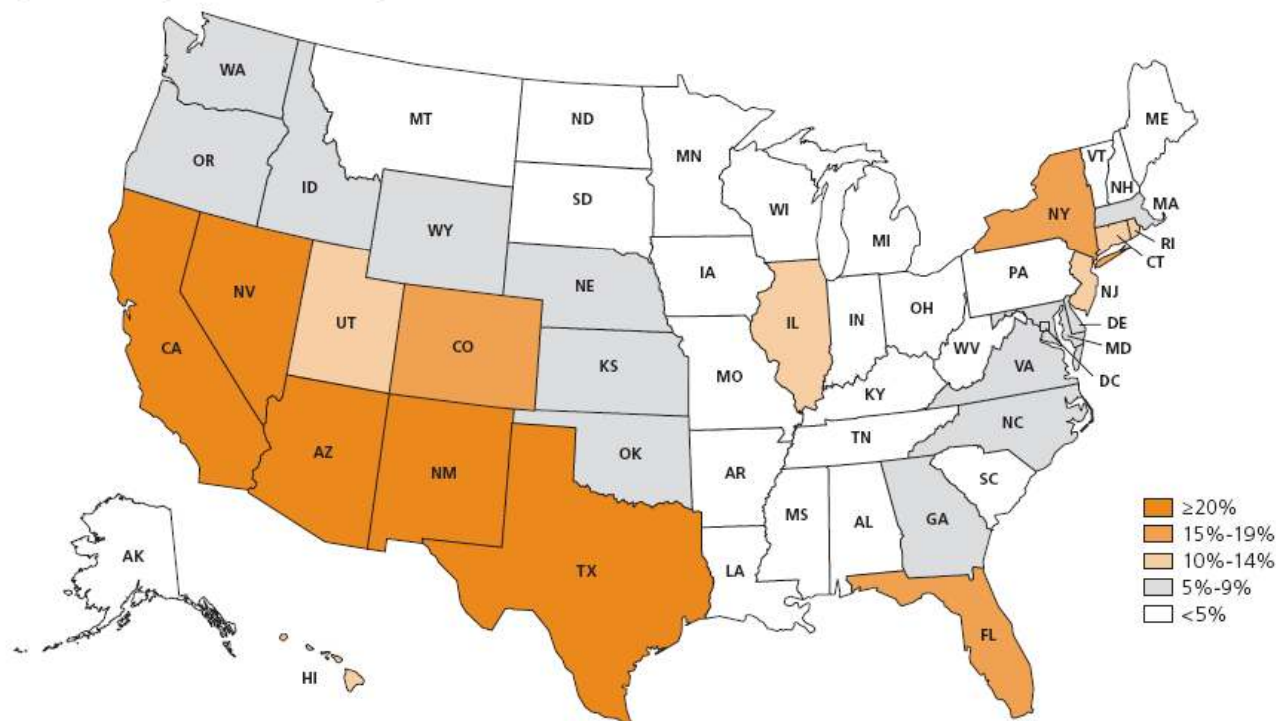 WA
MT
ND
MN
ME
OR
ID
SD
WI
VT
NH
MA
NY
WY
MI
RI
CT
IA
PA
NE
NV
NJ
UT
IL
IN
OH
CA
CO
DE
MD
WV
KS
MO
VA
DC
KY
NC
TN
AZ
OK
NM
AR
SC
≥20%
MS
AL
GA
15%-19%
AK
TX
LA
10%-14%
5%-9%
<5%
FL
HI